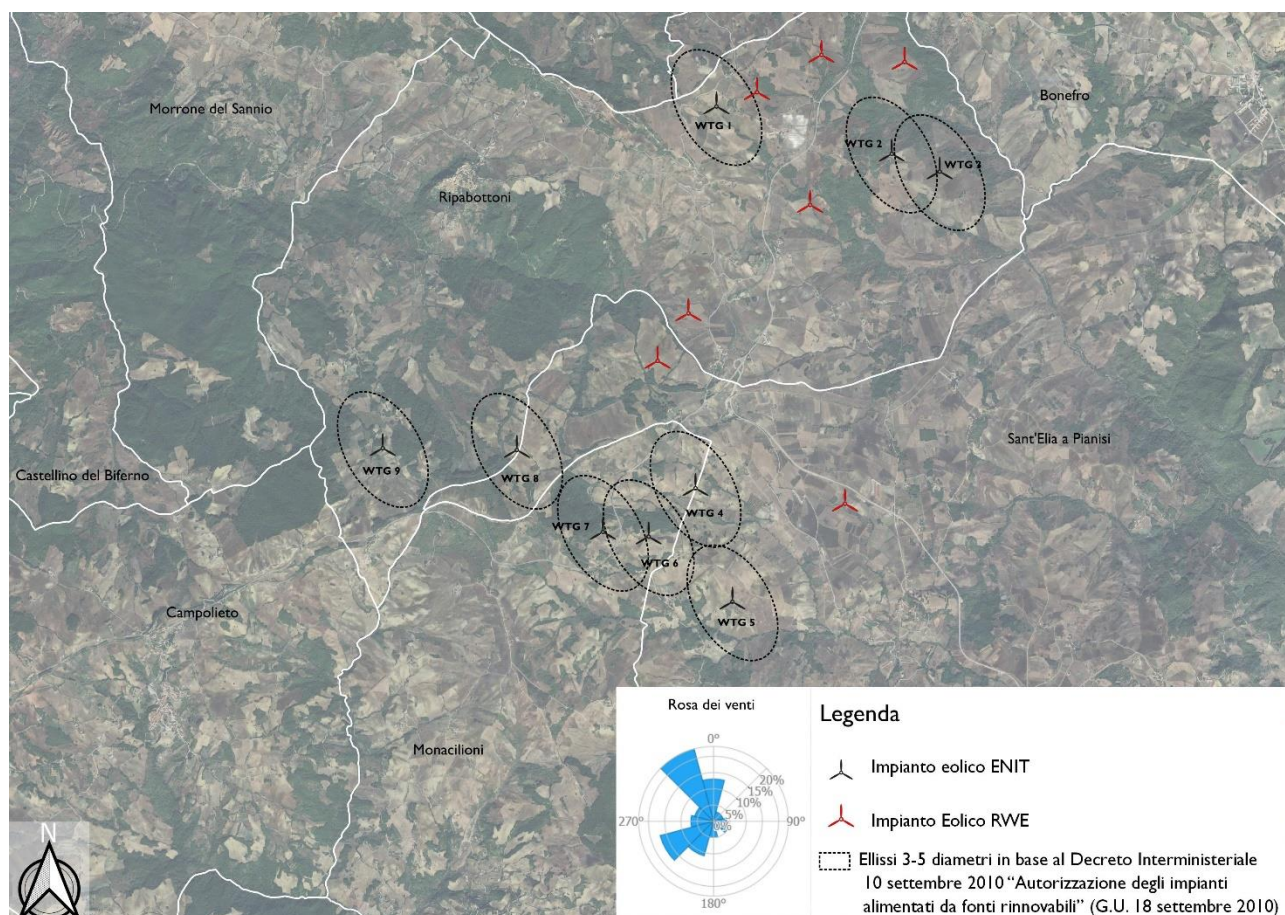 Morrone del Sannio
Bonefro
WTG 1
WTG 2
WTG 2
Ripabottoni
Sant'Elia a Pianisi
WTG 9
WTG 8
Castellino del Biferno
WTG 4
WTG 7
WTG 6
Campolieto
WTG 5
Monacilioni
N
Rosa dei venti
0°
20%
15%
10%
5%
0%
270°
90°
180°
Legenda
Impianto eolico ENIT
Impianto Eolico RWE
Ellissi 3-5 diametri in base al Decreto Interministeriale
10 settembre 2010 “Autorizzazione degli impianti
alimentati da fonti rinnovabili” (G.U. 18 settembre 2010)